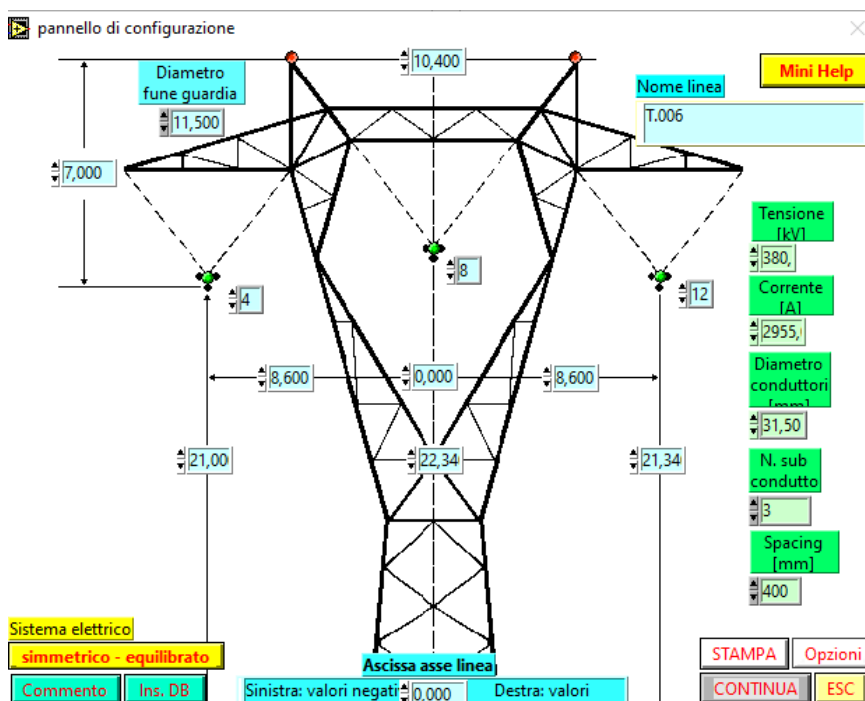 pannello di configurazione
10,400
Mini Help
Diametro
fune guardia
11,500
Nome linea
T.006
7,000
Tensione
[kV]
380,
8
4
12
Corrente
[A]
2955,
Diametro
conduttori
[mm]
31,50
8,600
0,000
8,600
21,00
22,34
21,34
N. sub
condutto
3
Spacing
[mm]
400
Sistema elettrico
simmetrico - equilibrato
Commento
Ins. DB
Ascissa asse linea
Sinistra: valori negati
0,000
Destra: valori
STAMPA
Opzioni
CONTINUA
ESC